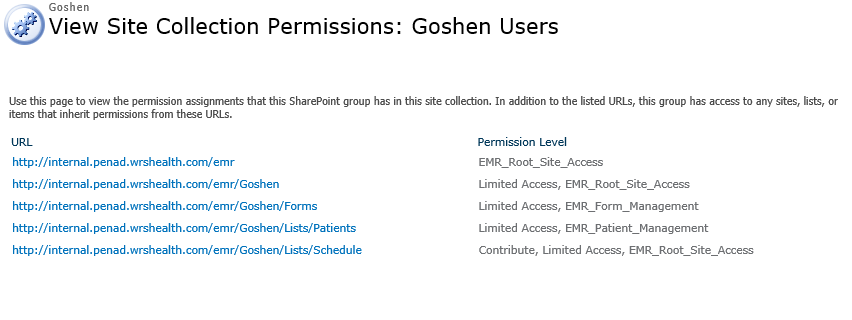 Goshen
View Site Collection Permissions: Goshen Users
Use this page to view the permission assignments that this SharePoint group has in this site collection. In addition to the listed URLs, this group has access to any sites, lists, or
items that inherit permissions from these URLs.
URL Permission Level
http://internal.penad.wrshealth.com/emr EMR_Root_Site_Access
http://internal.penad.wrshealth.com/emr/Goshen Limited Access, EMR_Root_Site_Access
http://internal.penad.wrshealth.com/emr/Goshen/Forms Limited Access, EMR_Form_Management
http://internal.penad.wrshealth.com/emr/Goshen/Lists/Patients Limited Access, EMR_Patient_Management
http://internal.penad.wrshealth.com/emr/Goshen/Lists/Schedule Contribute, Limited Access, EMR_Root_Site_Access